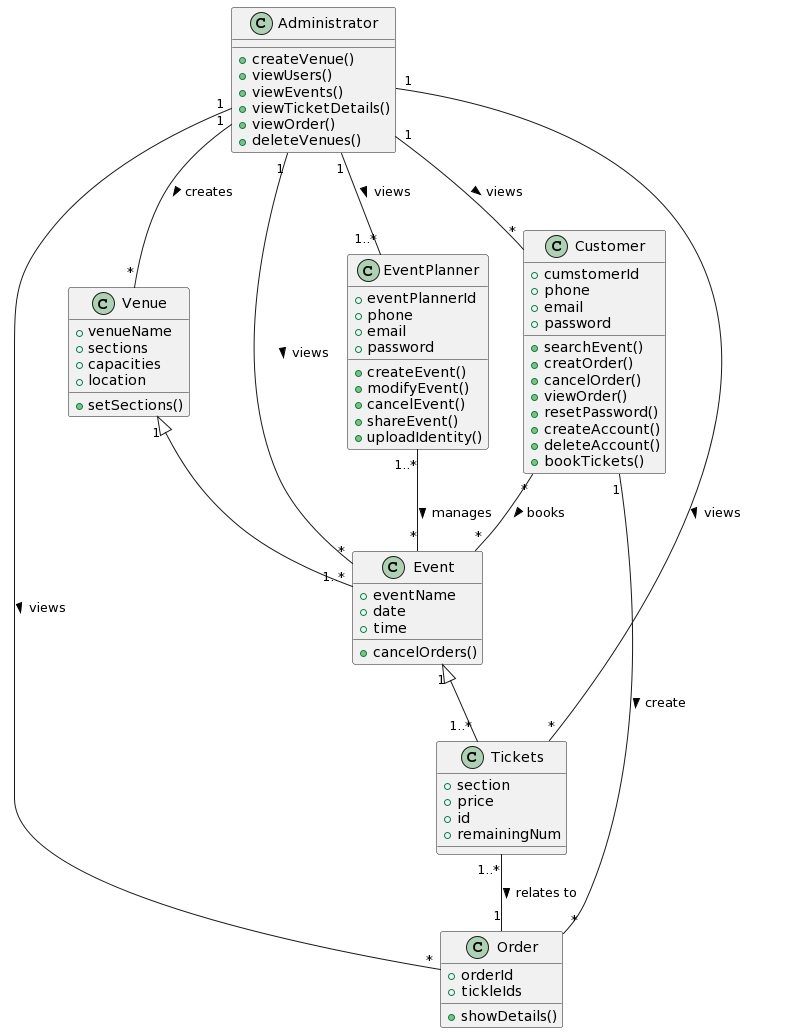 C Administrator
createVenue()
viewUsers()
viewEvents()
viewTicketDetails()
viewOrder()
deleteVenues()
1
1
1
1
1
1
creates
views
views
*
1..*
*
C Venue
venueName
sections
capacities
location
setSections()
1
views
C EventPlanner
eventPlannerId
phone
email
password
createEvent()
modifyEvent()
cancelEvent()
shareEvent()
uploadIdentity()
1..*
C Customer
cumstomerId
phone
email
password
searchEvent()
creatOrder()
cancelOrder()
viewOrder()
resetPassword()
createAccount()
deleteAccount()
bookTickets()
*
1
manages
books
views
*
*
*
1..*
C Event
eventName
date
time
cancelOrders()
1
views
create
1..*
*
C Tickets
section
price
id
remainingNum
1..*
relates to
1
*
*
C Order
orderId
tickleIds
showDetails()